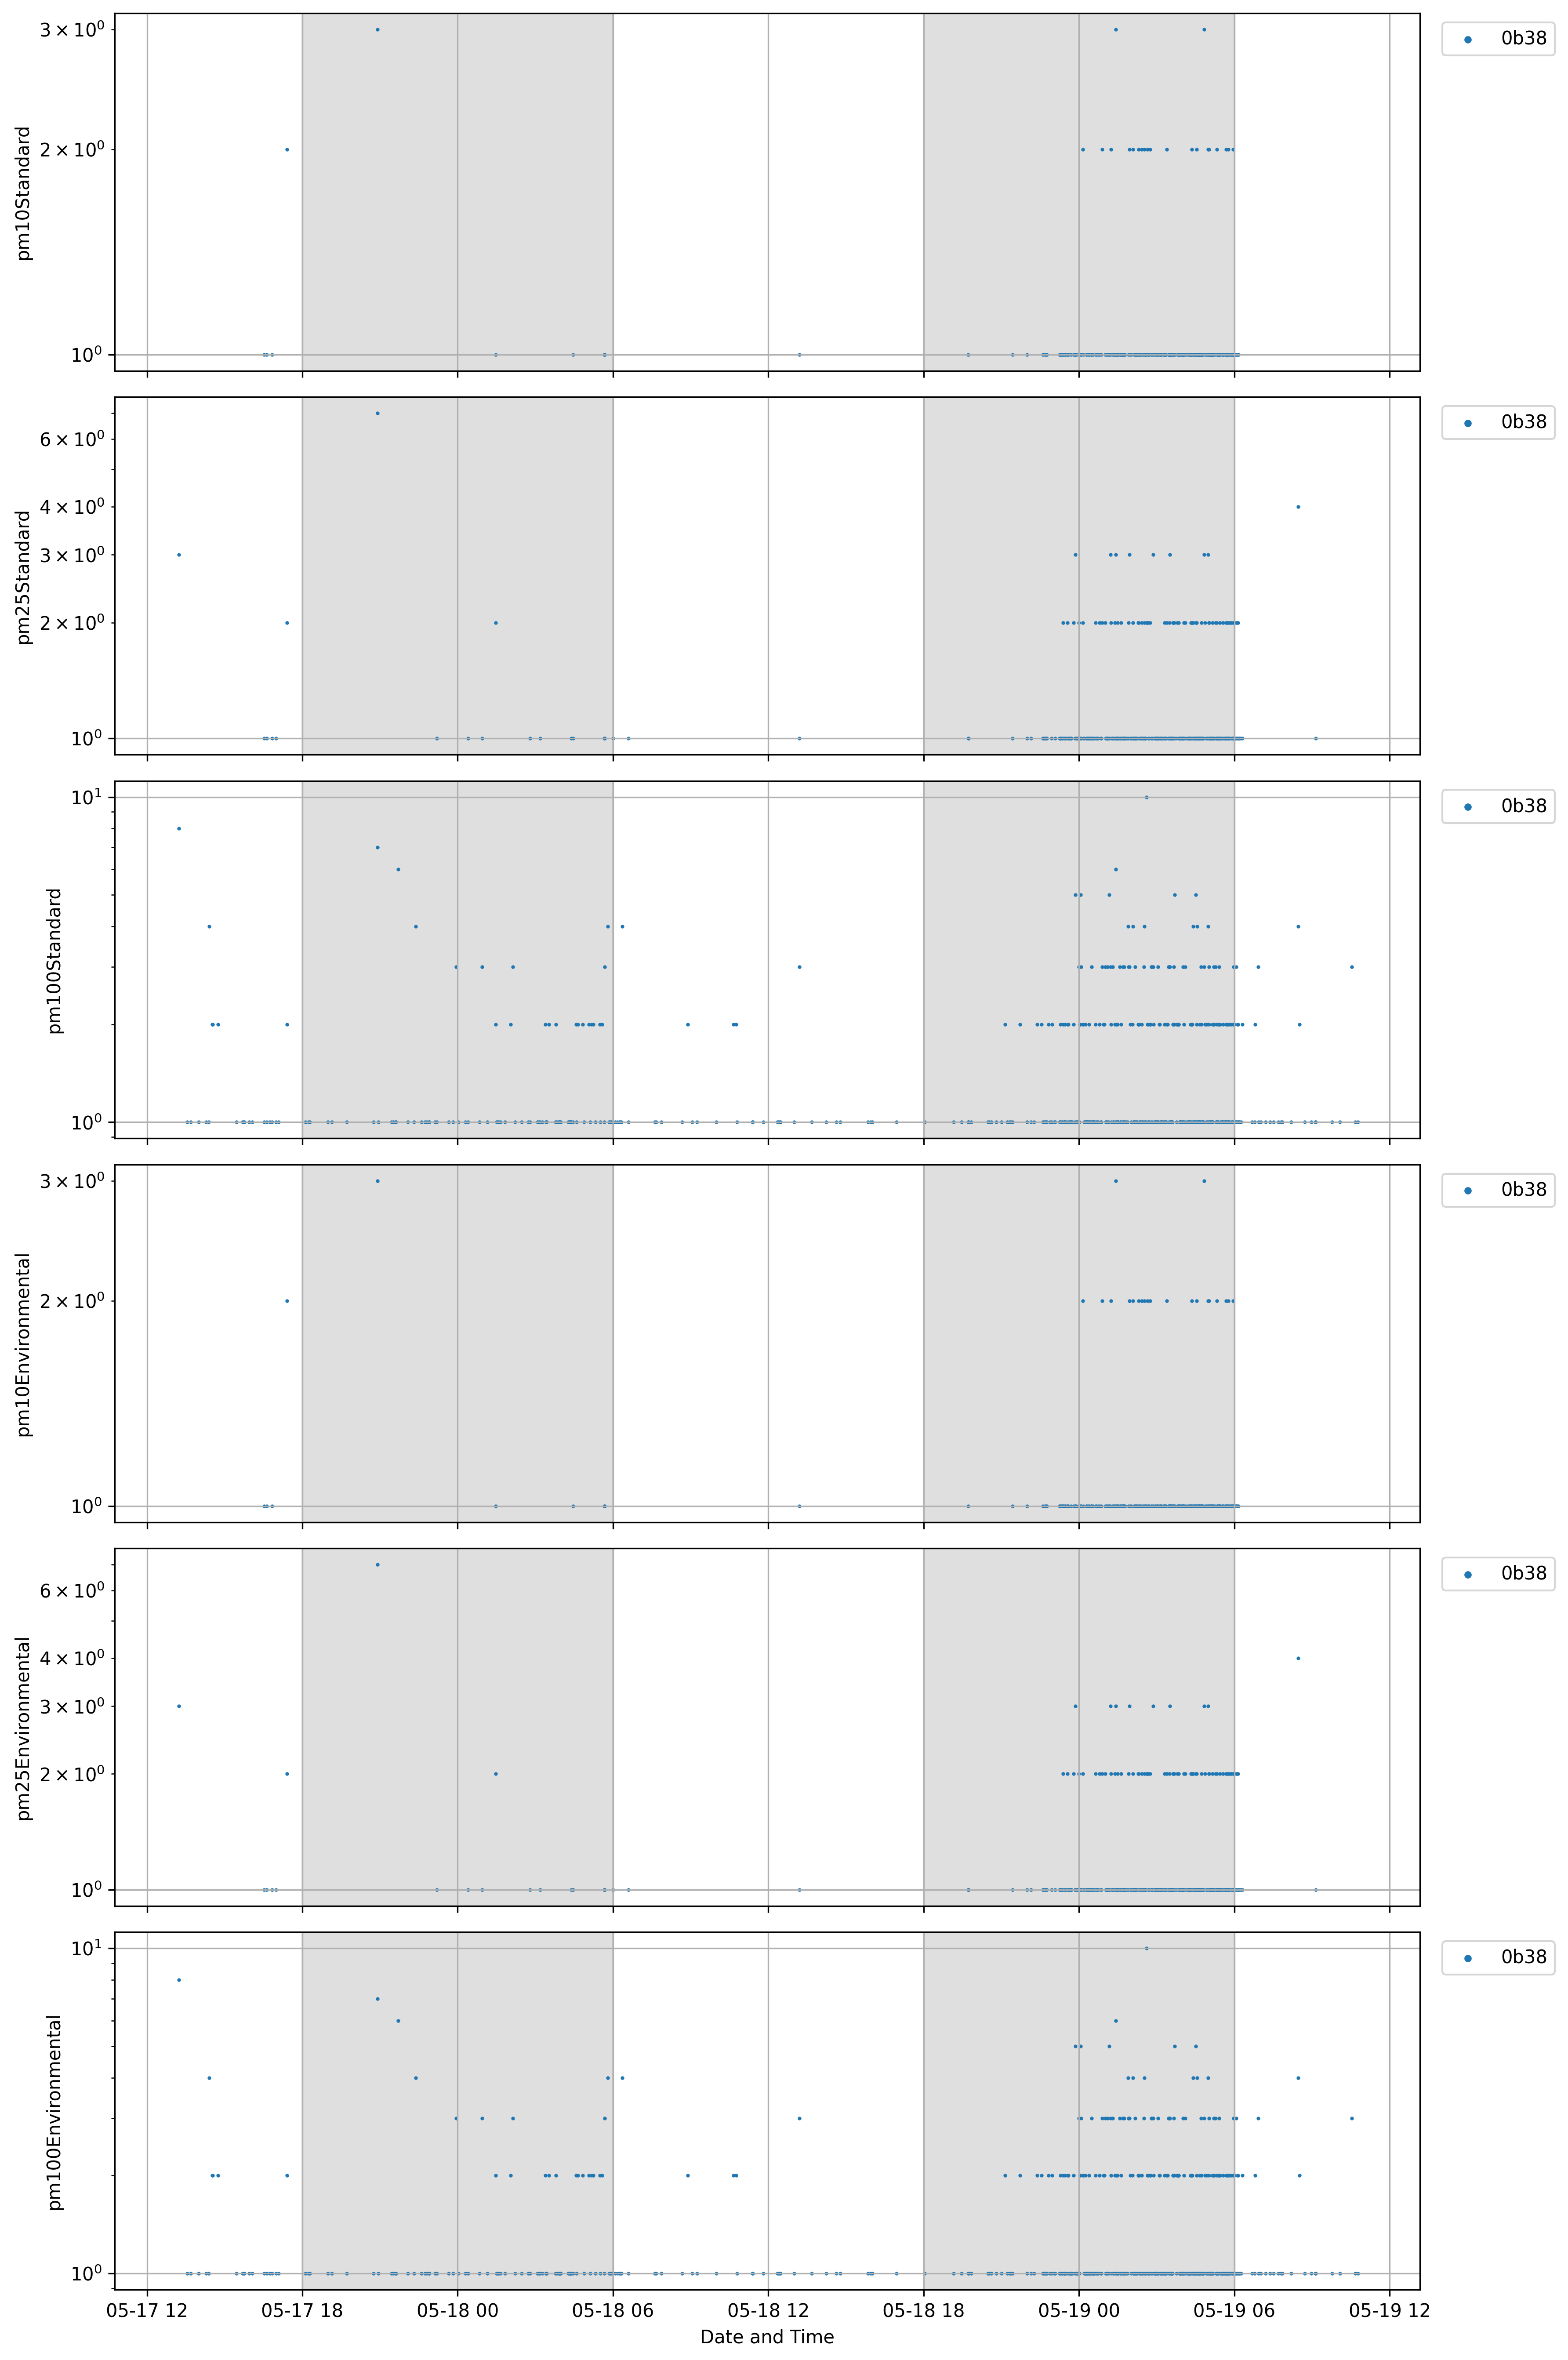 3 × 10⁰
2 × 10⁰
10⁰
pm10Standard
0b38
6 × 10⁰
4 × 10⁰
3 × 10⁰
2 × 10⁰
10⁰
pm25Standard
0b38
10¹
10⁰
pm100Standard
0b38
3 × 10⁰
2 × 10⁰
10⁰
pm10Environmental
0b38
6 × 10⁰
4 × 10⁰
3 × 10⁰
2 × 10⁰
10⁰
pm25Environmental
0b38
10¹
10⁰
pm100Environmental
0b38
05-17 12 05-17 18 05-18 00 05-18 06 05-18 12 05-18 18 05-19 00 05-19 06 05-19 12
Date and Time